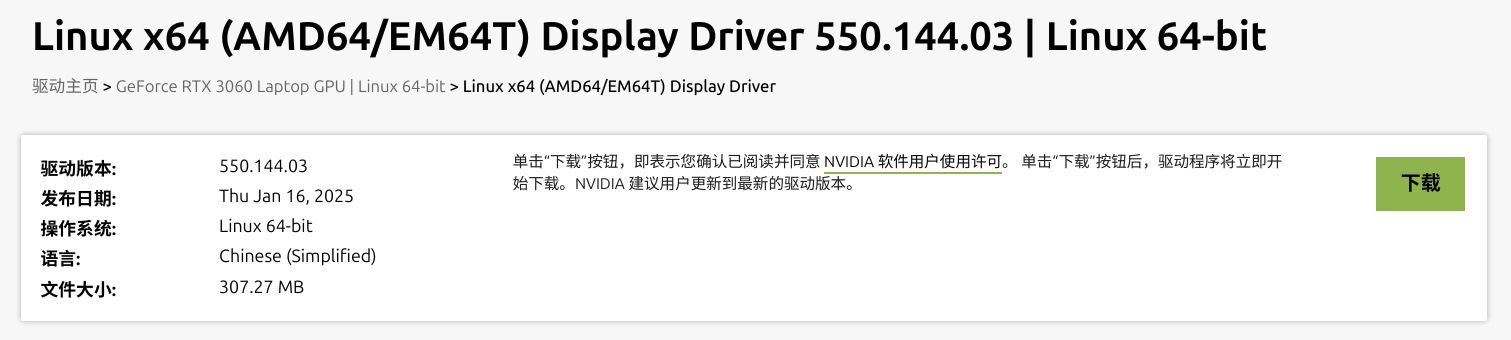 Linux x64 (AMD64/EM64T) Display Driver 550.144.03 | Linux 64-bit
驱动主页 > GeForce RTX 3060 Laptop GPU | Linux 64-bit > Linux x64 (AMD64/EM64T) Display Driver
驱动版本: 550.144.03
发布日期: Thu Jan 16, 2025
操作系统: Linux 64-bit
语言: Chinese (Simplified)
文件大小: 307.27 MB
单击“下载”按钮，即表示您确认已阅读并同意 NVIDIA 软件用户使用许可。 单击“下载”按钮后，驱动程序将立即开
始下载。NVIDIA 建议用户更新到最新的驱动版本。
下载